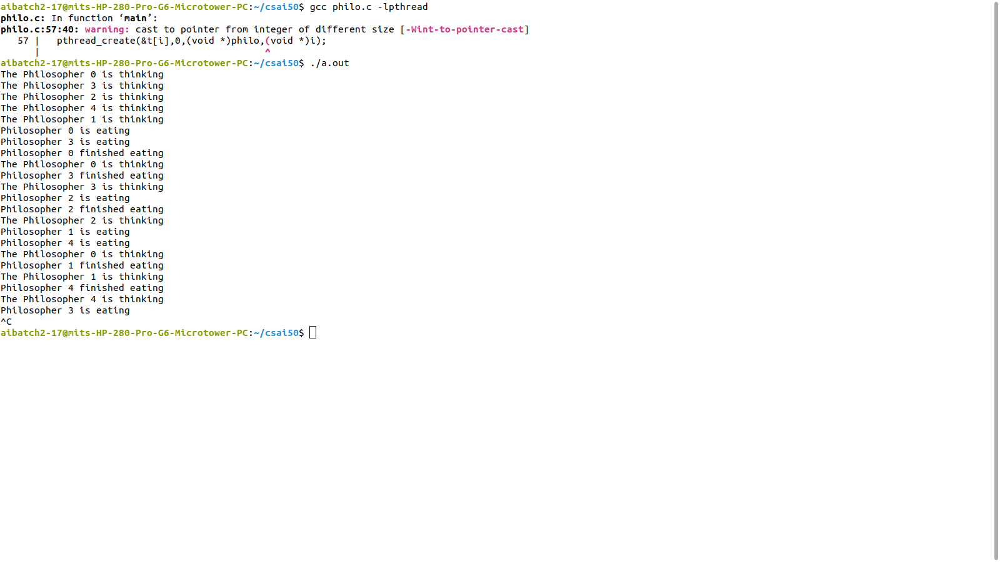 aibatch2-17@mits-HP-280-Pro-G6-Microtower-PC:~/csai50$ gcc philo.c -lpthread
philo.c: In function ‘main’:
philo.c:57:40: warning: cast to pointer from integer of different size [-Wint-to-pointer-cast]
   57 |   pthread_create(&t[i],0,(void *)philo,(void *)i);
      |                                        ^
aibatch2-17@mits-HP-280-Pro-G6-Microtower-PC:~/csai50$ ./a.out
The Philosopher 0 is thinking
The Philosopher 3 is thinking
The Philosopher 2 is thinking
The Philosopher 4 is thinking
The Philosopher 1 is thinking
Philosopher 0 is eating
Philosopher 3 is eating
Philosopher 0 finished eating
The Philosopher 0 is thinking
Philosopher 3 finished eating
The Philosopher 3 is thinking
Philosopher 2 is eating
Philosopher 2 finished eating
The Philosopher 2 is thinking
Philosopher 1 is eating
Philosopher 4 is eating
The Philosopher 0 is thinking
Philosopher 1 finished eating
The Philosopher 1 is thinking
Philosopher 4 finished eating
The Philosopher 4 is thinking
Philosopher 3 is eating
^C
aibatch2-17@mits-HP-280-Pro-G6-Microtower-PC:~/csai50$